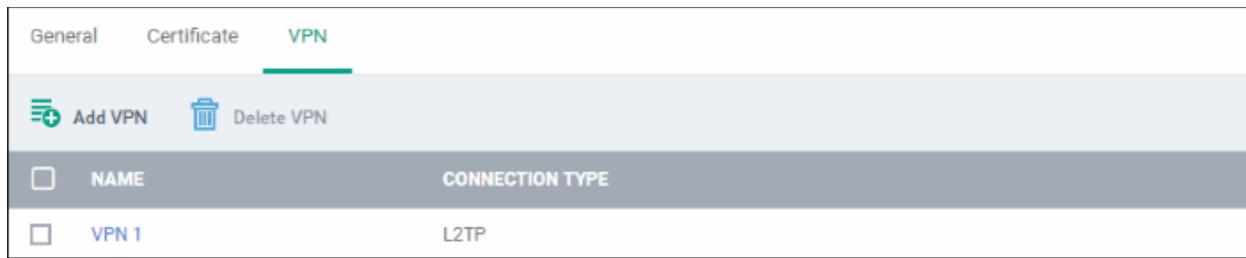 General Certificate VPN
Add VPN Delete VPN
NAME CONNECTION TYPE
VPN 1 L2TP